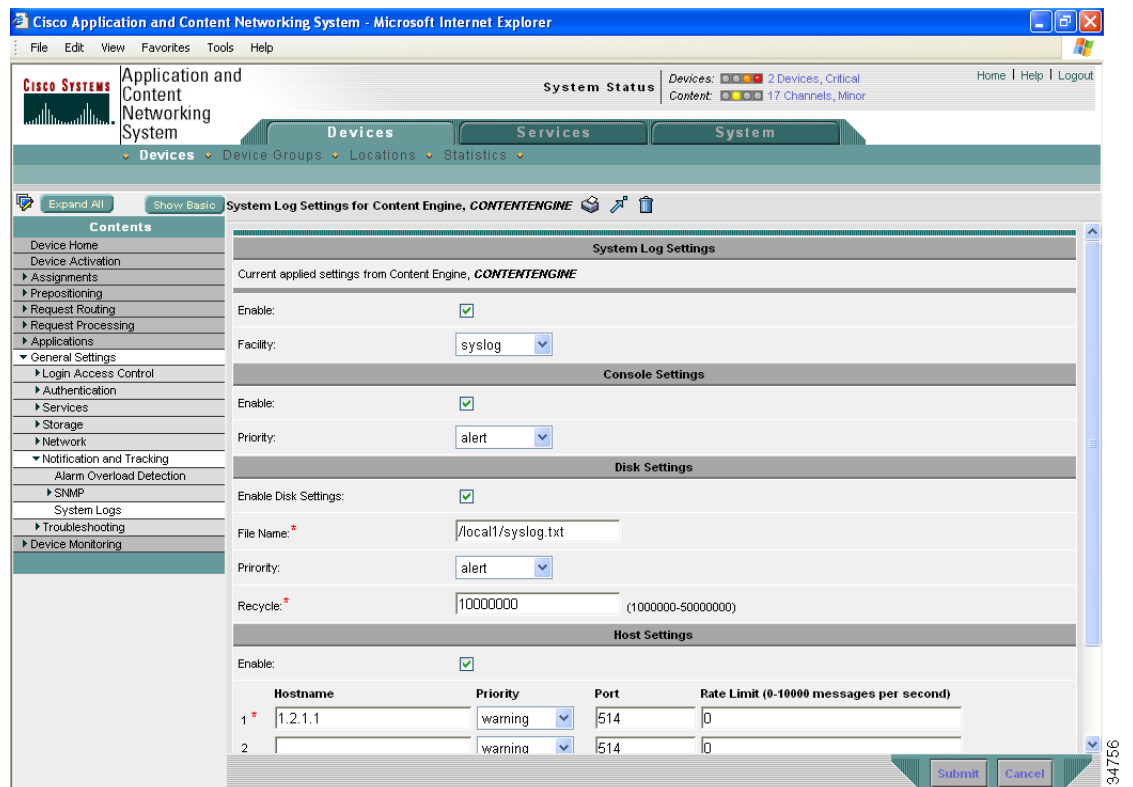 Cisco Application and Content Networking System - Microsoft Internet Explorer
File Edit View Favorites Tools Help
CISCO SYSTEMS
Application and
Content
Networking
System
System Status
Devices: 2 Devices, Critical
Content: 17 Channels, Minor
Home | Help | Logout
Devices Services System
Devices Device Groups Locations Statistics
Expand All Show Basic
System Log Settings for Content Engine, CONTENTENGINE
Contents
Device Home
Device Activation
Assignments
Prepositioning
Request Routing
Request Processing
Applications
General Settings
Login Access Control
Authentication
Services
Storage
Network
Notification and Tracking
Alarm Overload Detection
SNMP
System Logs
Troubleshooting
Device Monitoring
System Log Settings
Current applied settings from Content Engine, CONTENTENGINE
Enable:
Facility: syslog
Console Settings
Enable:
Priority: alert
Disk Settings
Enable Disk Settings:
File Name:* /local1/syslog.txt
Prirority: alert
Recycle:* 10000000 (1000000-50000000)
Host Settings
Enable:
Hostname Priority Port Rate Limit (0-10000 messages per second)
1 * 1.2.1.1 warning 514 0
2 warning 514 0
Submit Cancel
34756